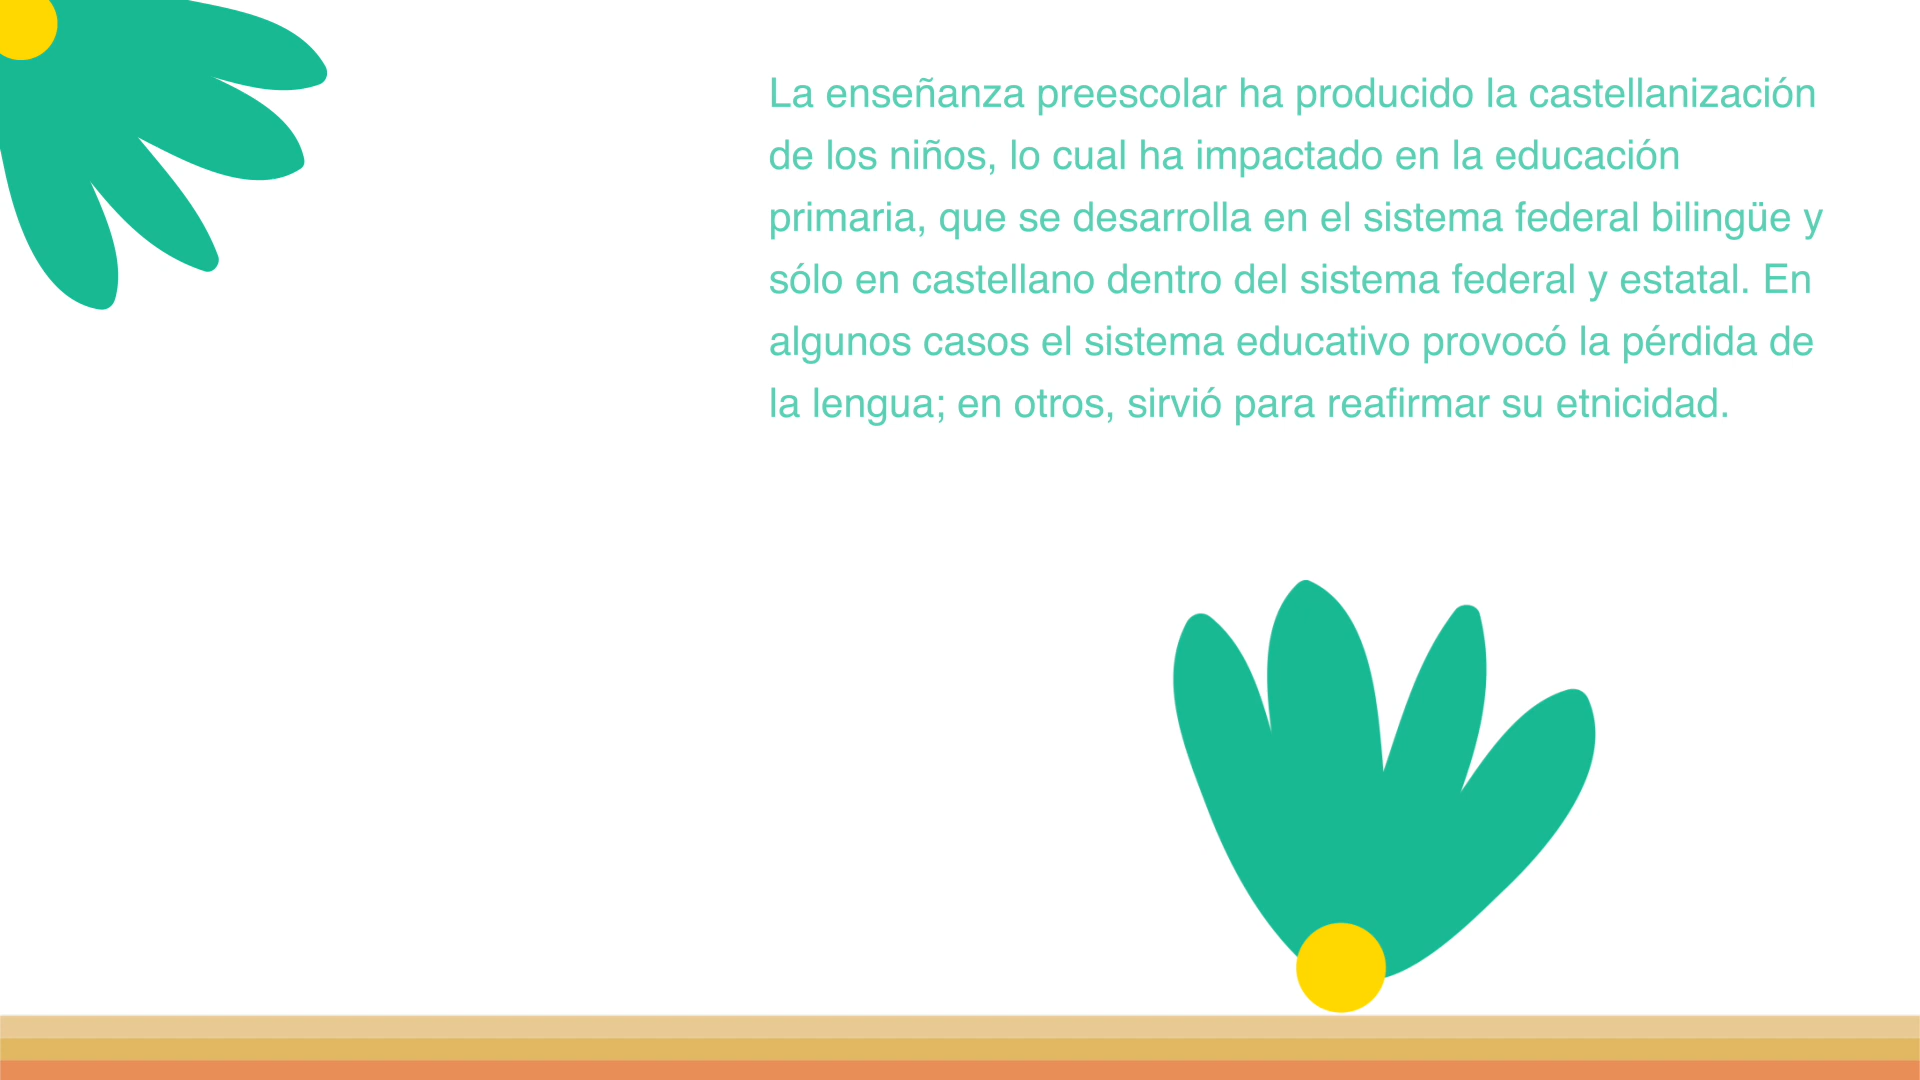 La enseñanza preescolar ha producido la castellanización
de los niños, lo cual ha impactado en la educación
primaria, que se desarrolla en el sistema federal bilingüe y
sólo en castellano dentro del sistema federal y estatal. En
algunos casos el sistema educativo provocó la pérdida de
la lengua; en otros, sirvió para reafirmar su etnicidad.